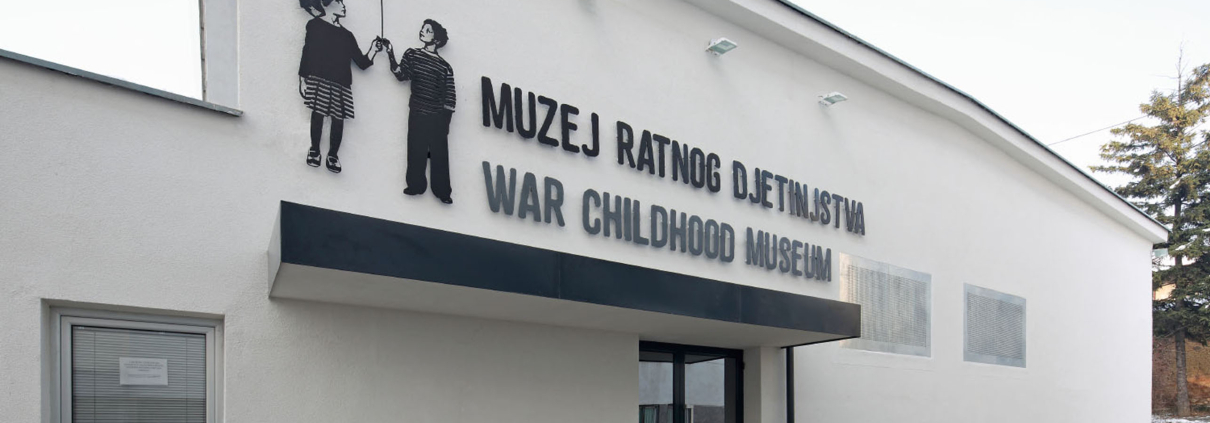 MUZEJ RATNOG DJETINJSTVA
WAR CHILDHOOD MUSEUM